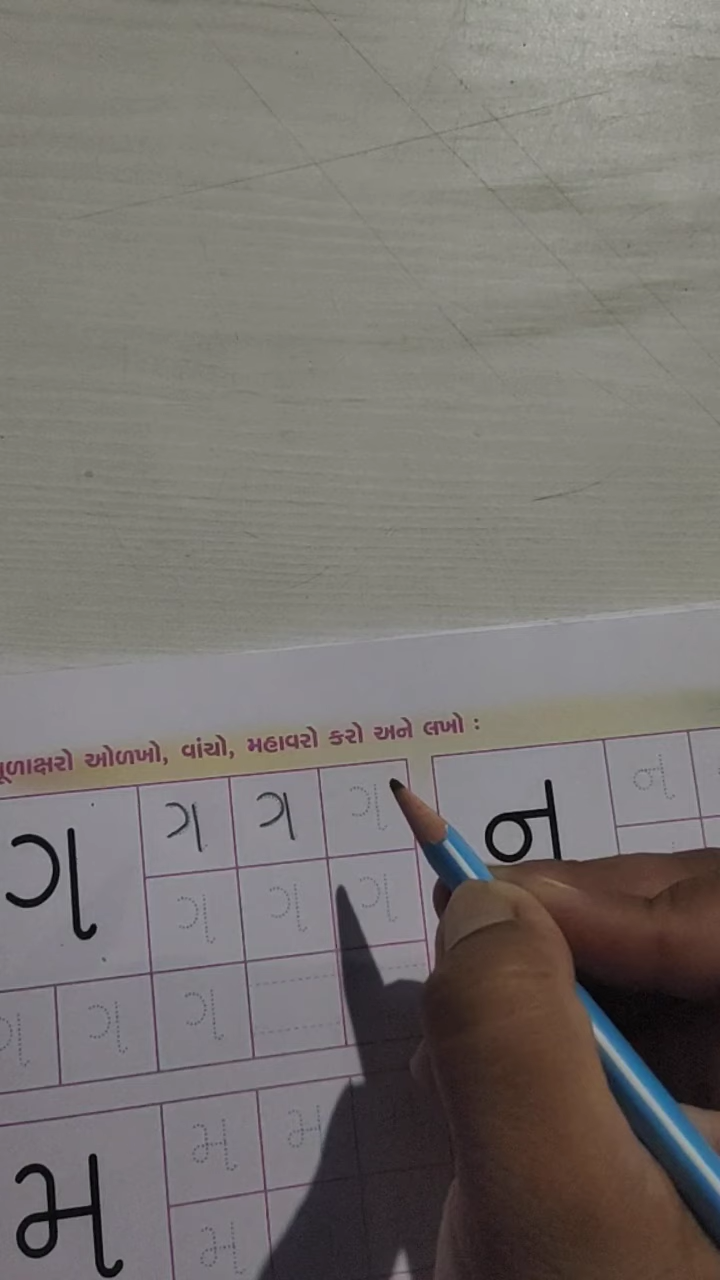 મૂળાક્ષરો ઓળખો, વાંચો, મહાવરો કરો અને લખો :
ગ ગ ગ ગ ન ન
ગ ગ ગ
ગ ગ ગ
મ મ મ
મ